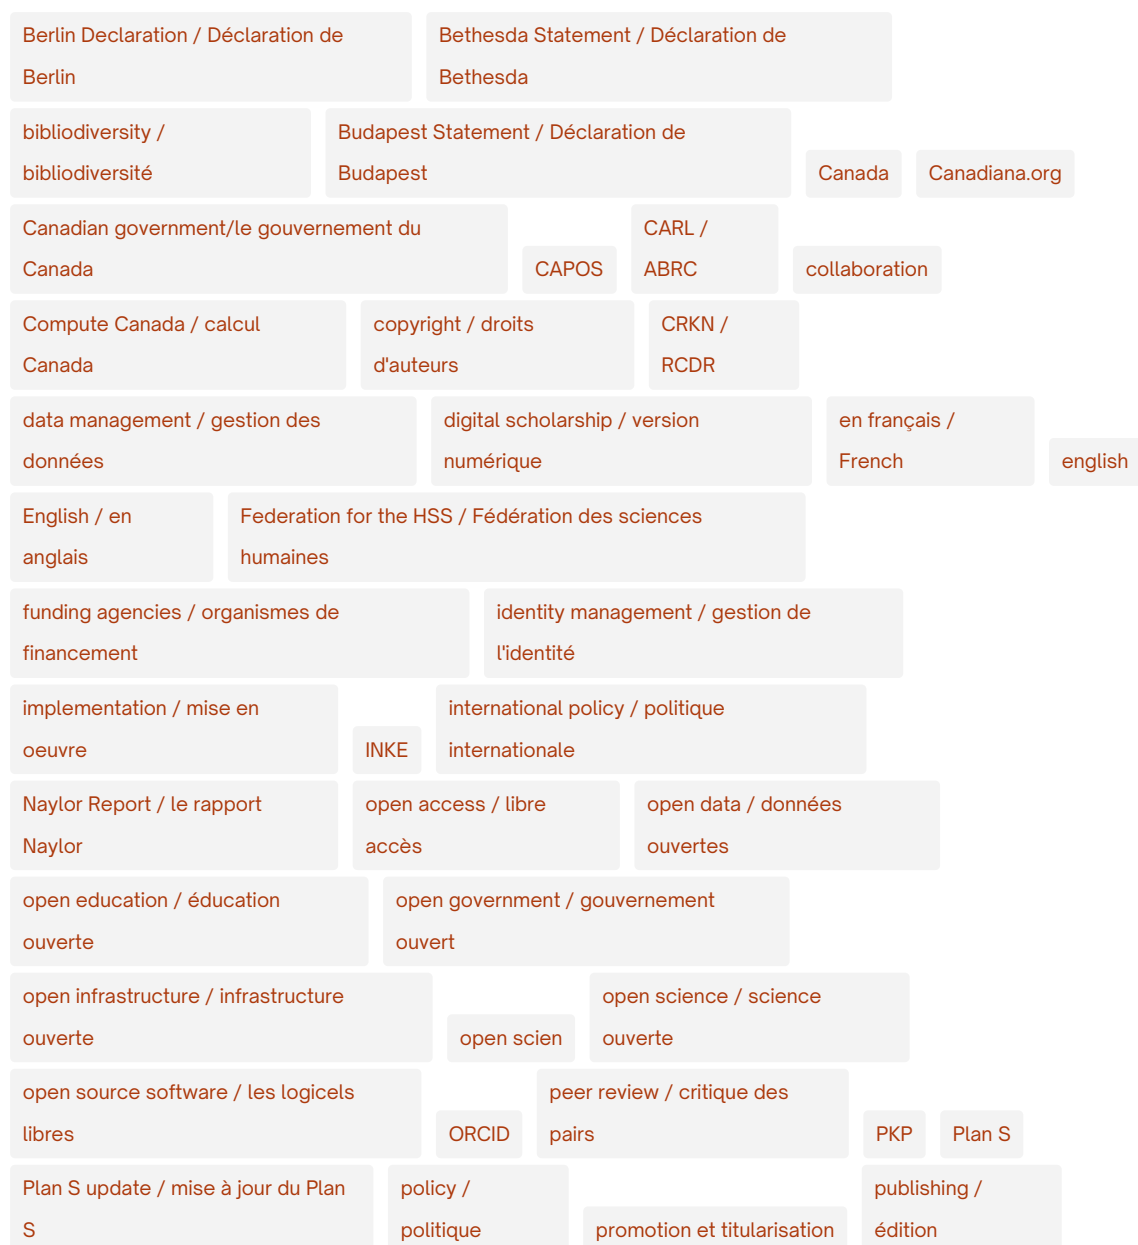 Berlin Declaration / Déclaration de
Berlin
Bethesda Statement / Déclaration de
Bethesda
bibliodiversity /
bibliodiversité
Budapest Statement / Déclaration de
Budapest
Canada
Canadiana.org
Canadian government/le gouvernement du
Canada
CAPOS
CARL /
ABRC
collaboration
Compute Canada / calcul
Canada
copyright / droits
d'auteurs
CRKN /
RCDR
data management / gestion des
données
digital scholarship / version
numérique
en français /
French
english
English / en
anglais
Federation for the HSS / Fédération des sciences
humaines
funding agencies / organismes de
financement
identity management / gestion de
l'identité
implementation / mise en
oeuvre
INKE
international policy / politique
internationale
Naylor Report / le rapport
Naylor
open access / libre
accès
open data / données
ouvertes
open education / éducation
ouverte
open government / gouvernement
ouvert
open infrastructure / infrastructure
ouverte
open scien
open science / science
ouverte
open source software / les logicels
libres
ORCID
peer review / critique des
pairs
PKP
Plan S
Plan S update / mise à jour du Plan
S
policy /
politique
promotion et titularisation
publishing /
édition